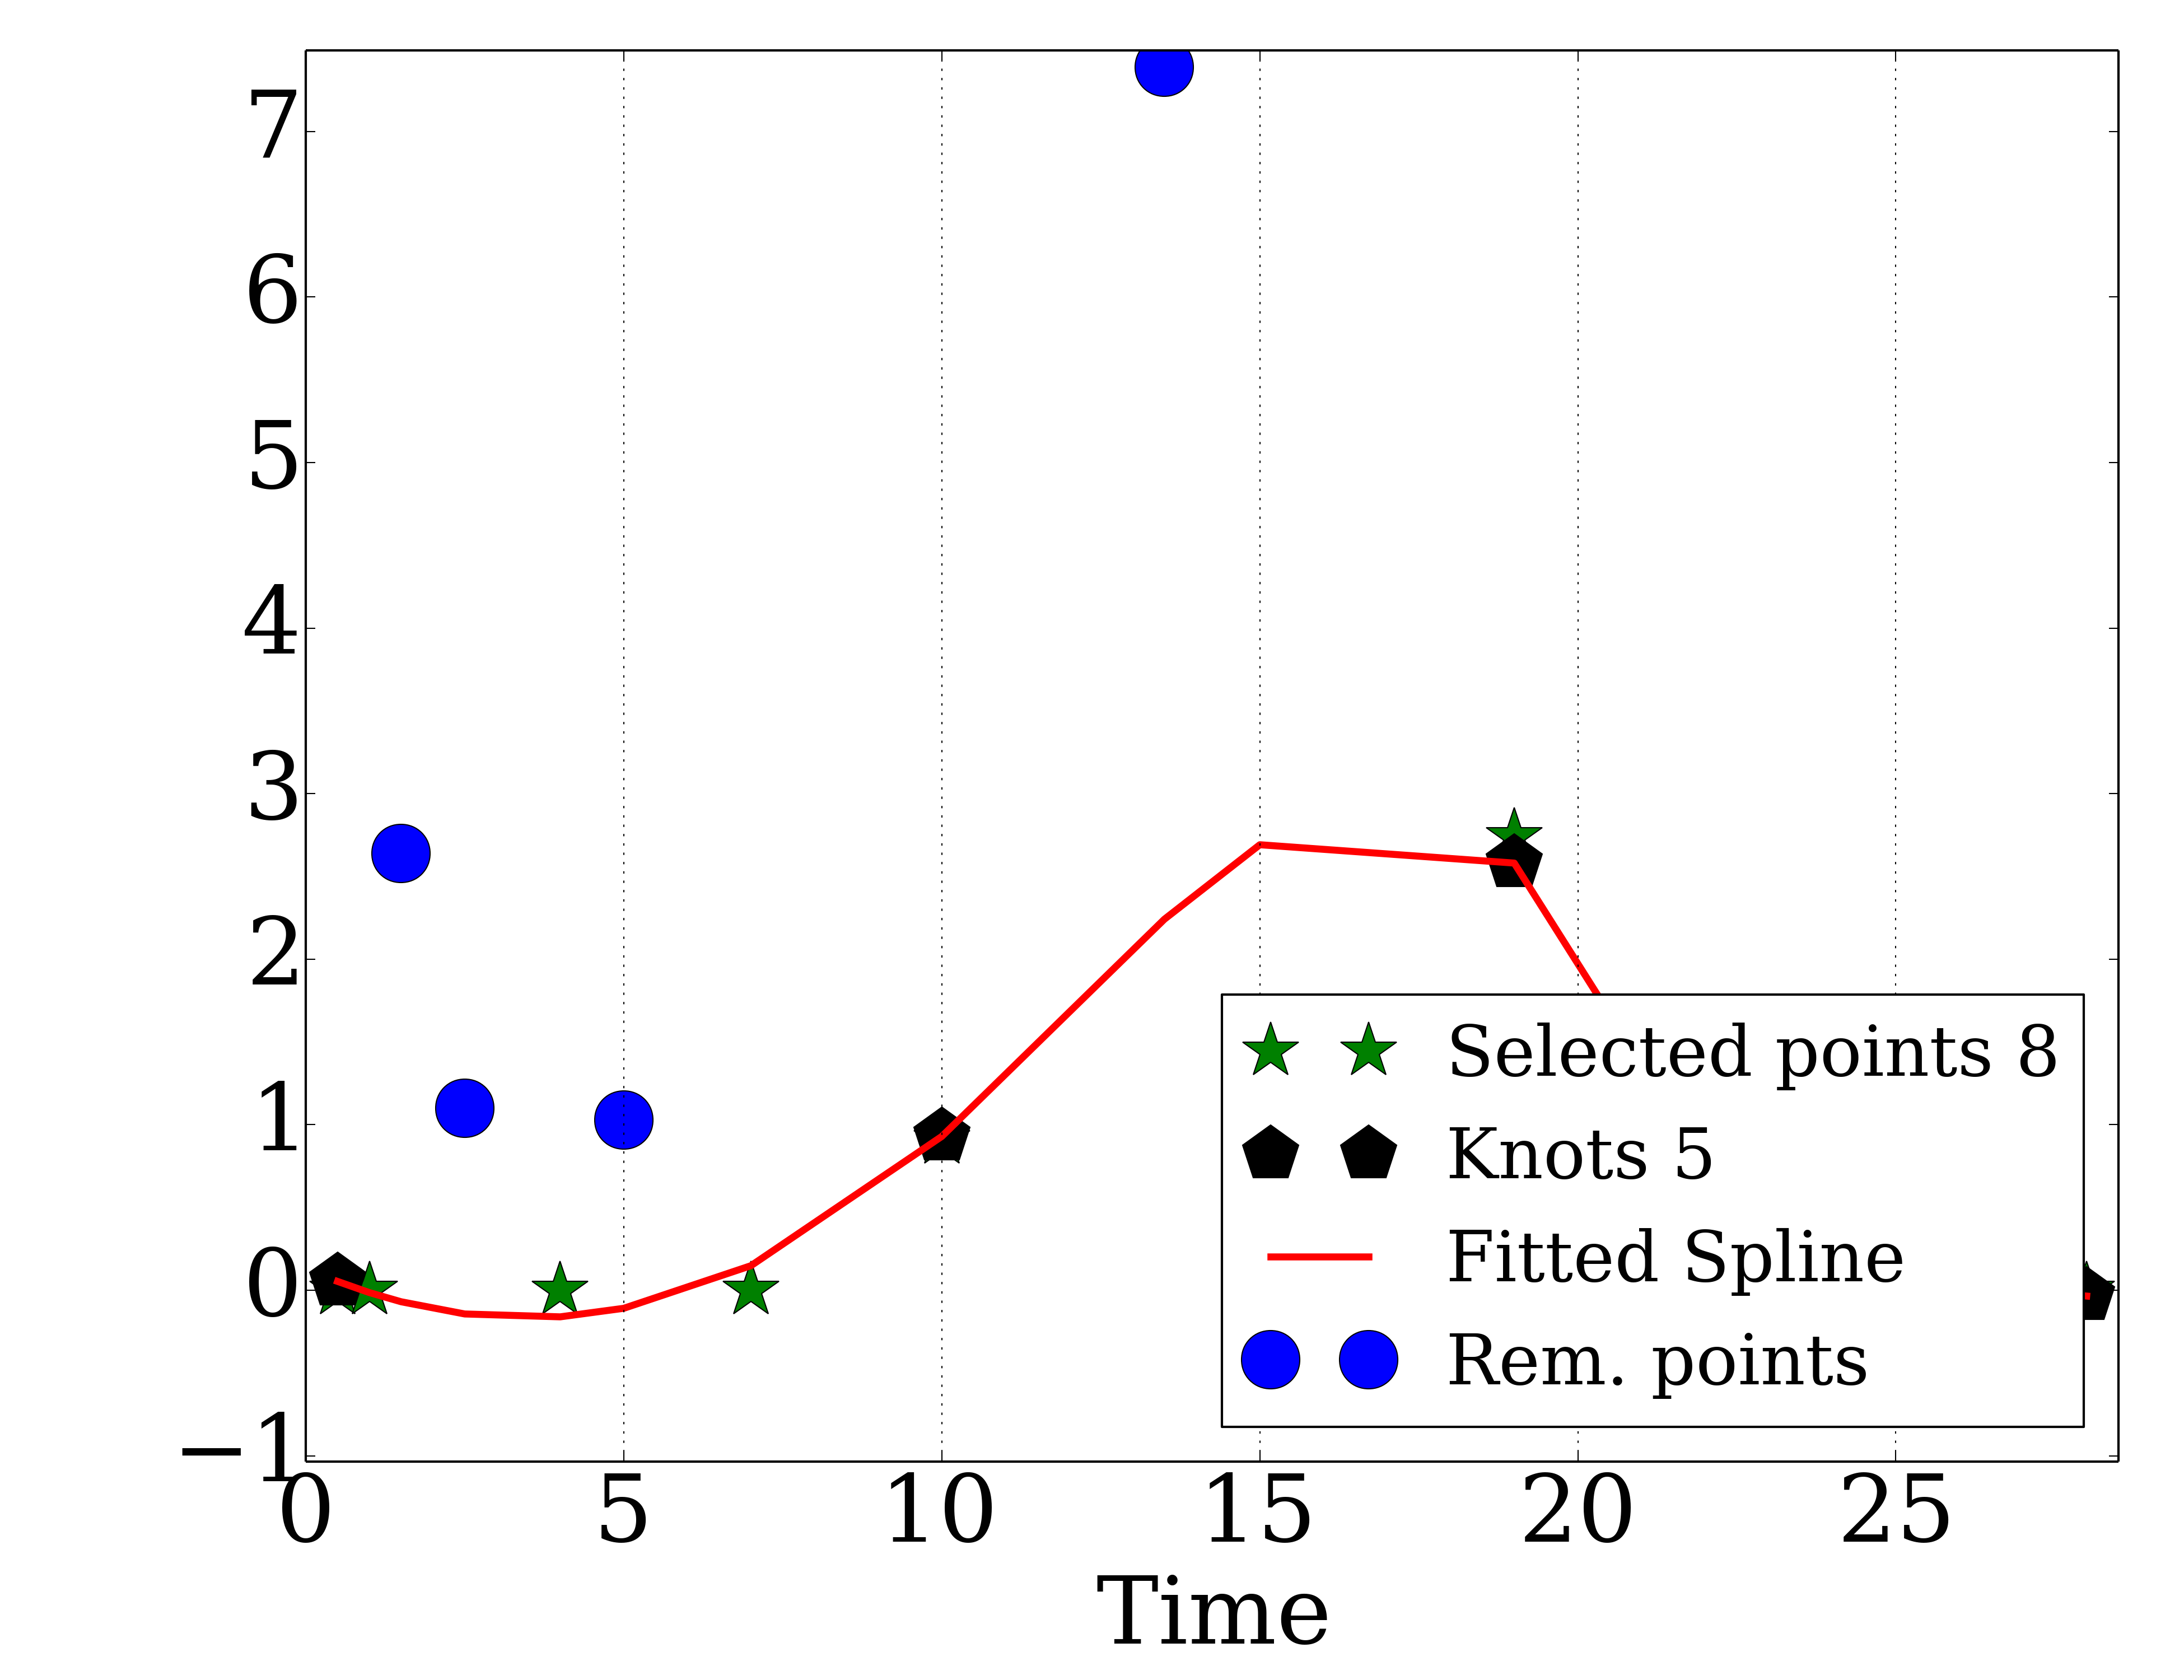 7
6
5
4
3
2
1
0
−1
Selected points 8
Knots 5
Fitted Spline
Rem. points
0 5 10 15 20 25
Time